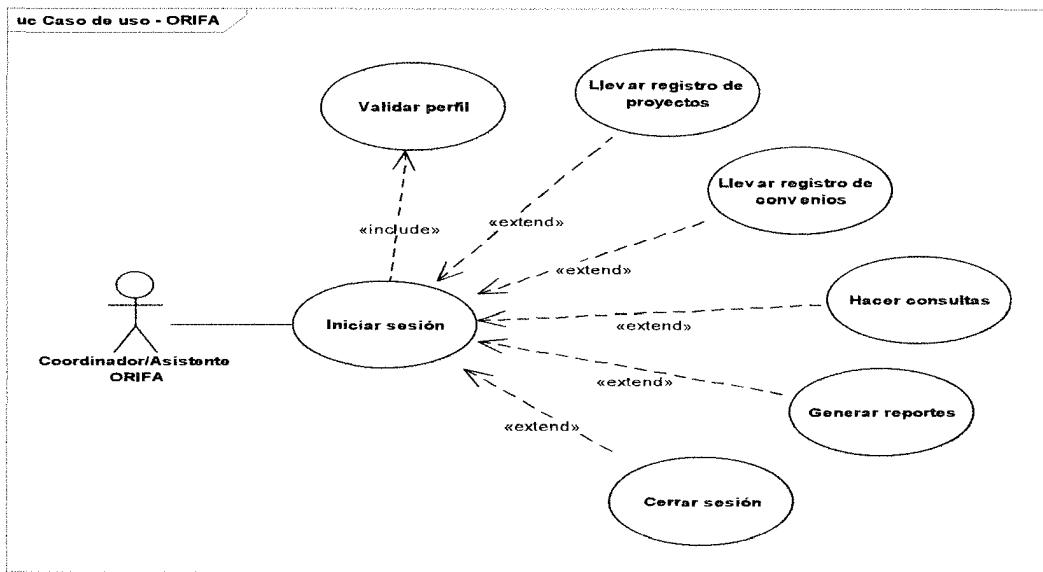 uc Caso de uso - ORIFA
Validar perfil
Llevar registro de
proyectos
Llevar registro de
convenios
«include»
«extend»
«extend»
Hacer consultas
Iniciar sesión
«extend»
Coordinador/Asistente
ORIFA
«extend»
Generar reportes
«extend»
Cerrar sesión